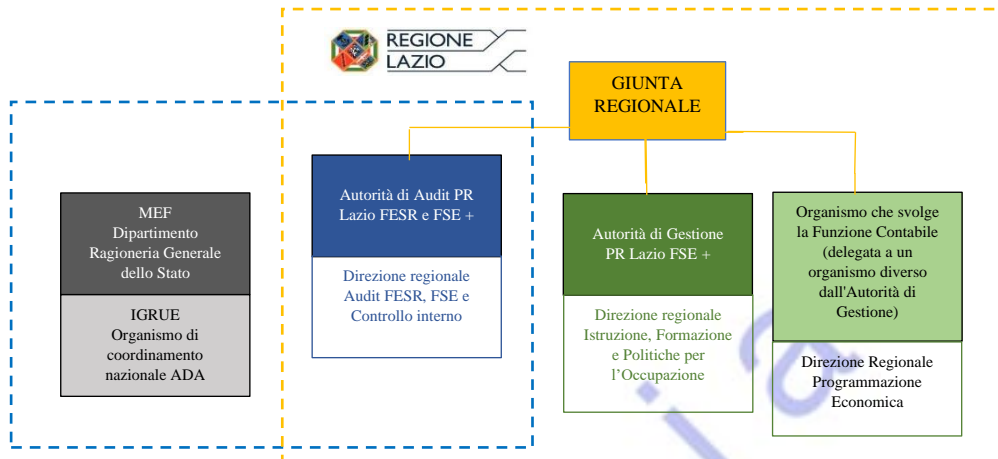 REGIONE
LAZIO
GIUNTA
REGIONALE
MEF
Dipartimento
Ragioneria Generale
dello Stato
IGRUE
Organismo di
coordinamento
nazionale ADA
Autorità di Audit PR
Lazio FESR e FSE +
Direzione regionale
Audit FESR, FSE e
Controllo interno
Autorità di Gestione
PR Lazio FSE +
Direzione regionale
Istruzione, Formazione
e Politiche per
l’Occupazione
Organismo che svolge
la Funzione Contabile
(delegata a un
organismo diverso
dall'Autorità di
Gestione)
Direzione Regionale
Programmazione
Economica